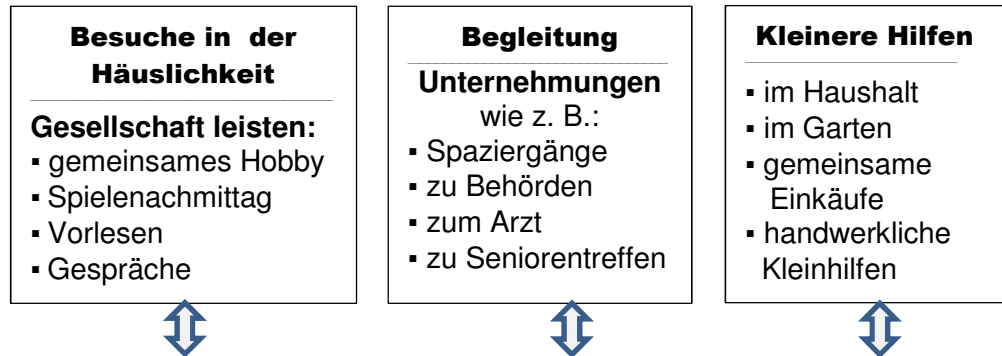 Besuche in der
Häuslichkeit
Gesellschaft leisten:
▪ gemeinsames Hobby
▪ Spielenachmittag
▪ Vorlesen
▪ Gespräche
Begleitung
Unternehmungen
wie z. B.:
▪ Spaziergänge
▪ zu Behörden
▪ zum Arzt
▪ zu Seniorentreffen
Kleinere Hilfen
▪ im Haushalt
▪ im Garten
▪ gemeinsame
Einkäufe
▪ handwerkliche
Kleinhilfen